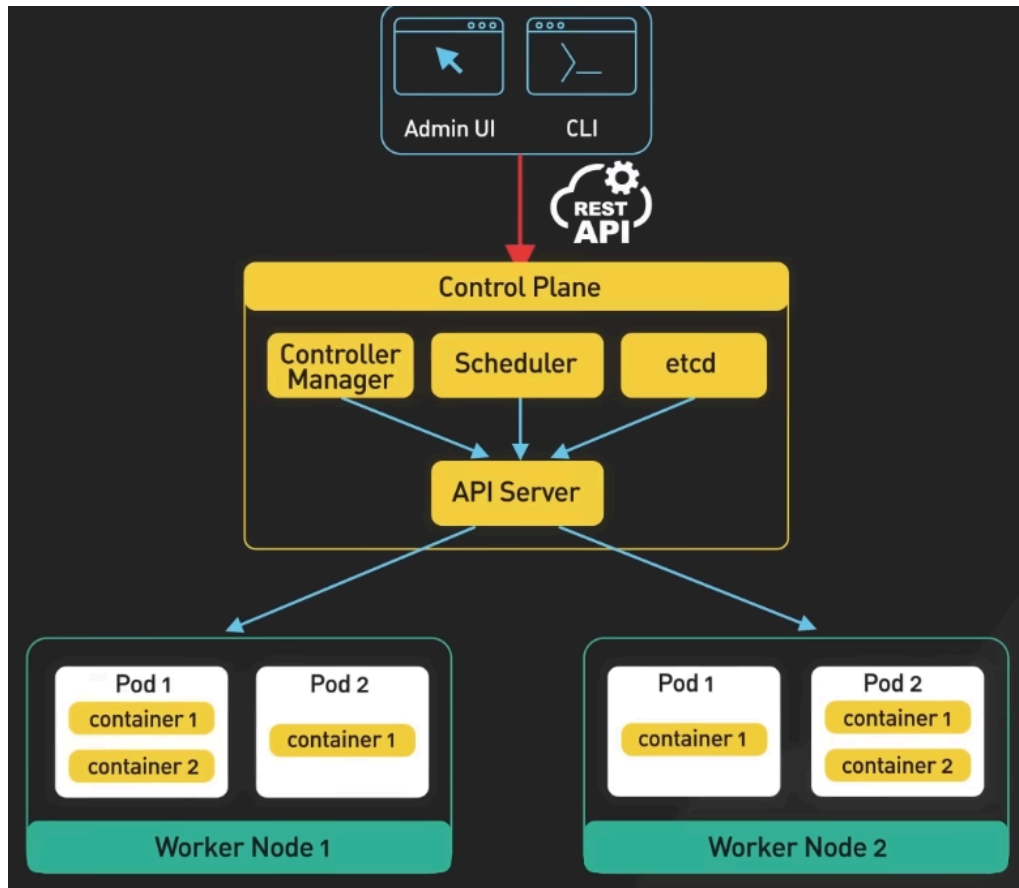 Admin UI
CLI
REST
API
Control Plane
Controller
Manager
Scheduler
etcd
API Server
Pod 1
container 1
container 2
Pod 2
container 1
Worker Node 1
Pod 1
container 1
Pod 2
container 1
container 2
Worker Node 2